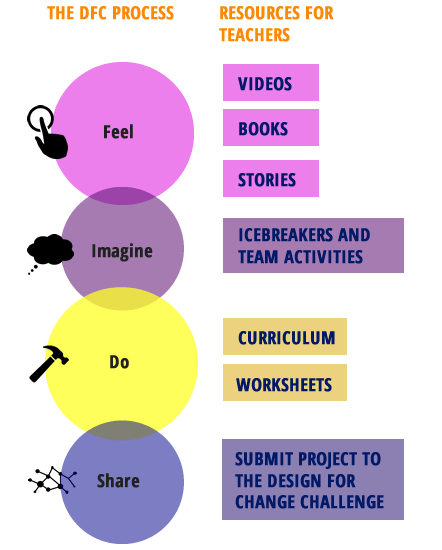 THE DFC PROCESS
RESOURCES FOR
TEACHERS
Feel
VIDEOS
BOOKS
STORIES
Imagine
ICEBREAKERS AND
TEAM ACTIVITIES
Do
CURRICULUM
WORKSHEETS
Share
SUBMIT PROJECT TO
THE DESIGN FOR
CHANGE CHALLENGE